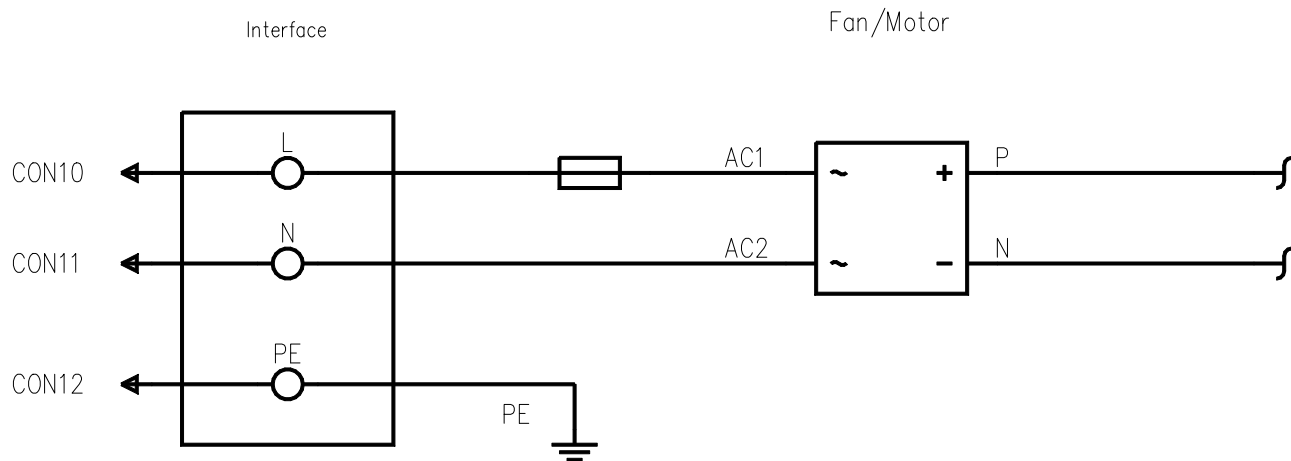 Interface
Fan/Motor
L
CON10
AC1
~
+
P
N
CON11
AC2
~
-
N
PE
CON12
PE